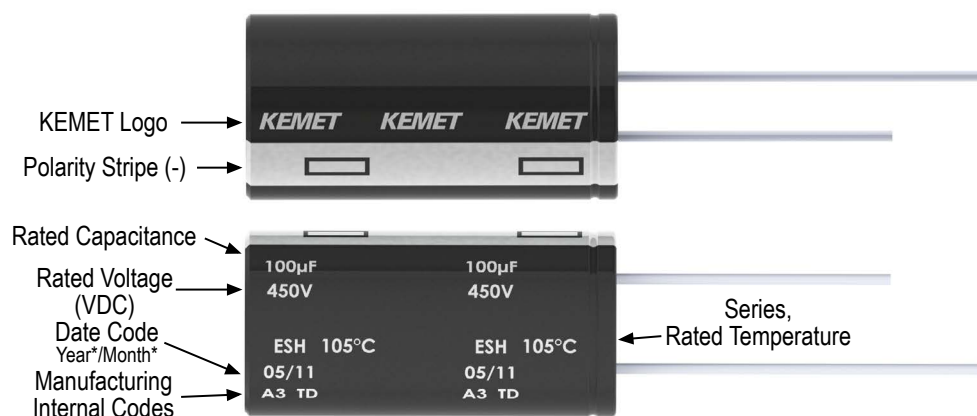 KEMET Logo
KEMET KEMET KEMET
Polarity Stripe (-)
Rated Capacitance
100µF 100µF
Rated Voltage
(VDC)
450V 450V
Series,
Rated Temperature
ESH 105°C ESH 105°C
Date Code
Year*/Month*
05/11 05/11
Manufacturing
Internal Codes
A3 TD A3 TD